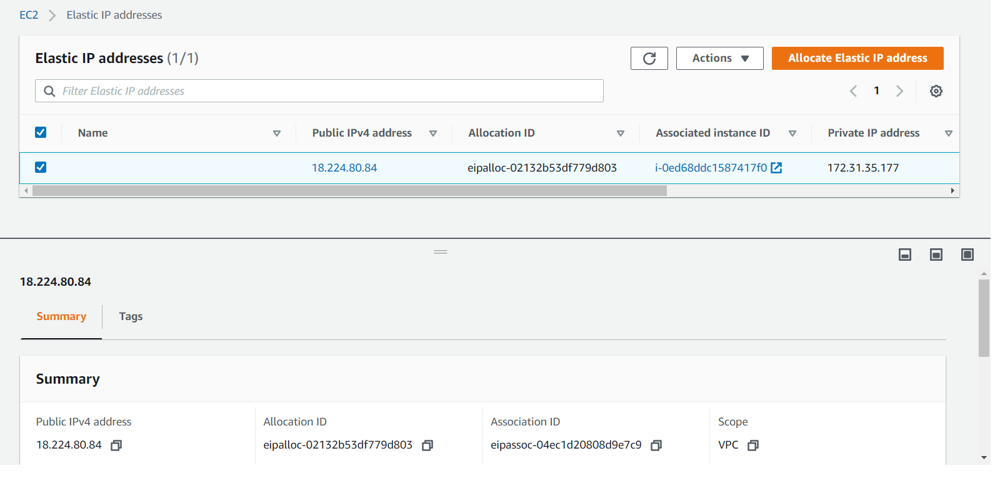 EC2 Elastic IP addresses
Elastic IP addresses (1/1) Actions Allocate Elastic IP address
Filter Elastic IP addresses 1
Name Public IPv4 address Allocation ID Associated instance ID Private IP address
18.224.80.84 eipalloc-02132b53df779d803 i-0ed68ddc1587417f0 172.31.35.177
18.224.80.84
Summary Tags
Summary
Public IPv4 address Allocation ID Association ID Scope
18.224.80.84 eipalloc-02132b53df779d803 eipassoc-04ec1d20808d9e7c9 VPC